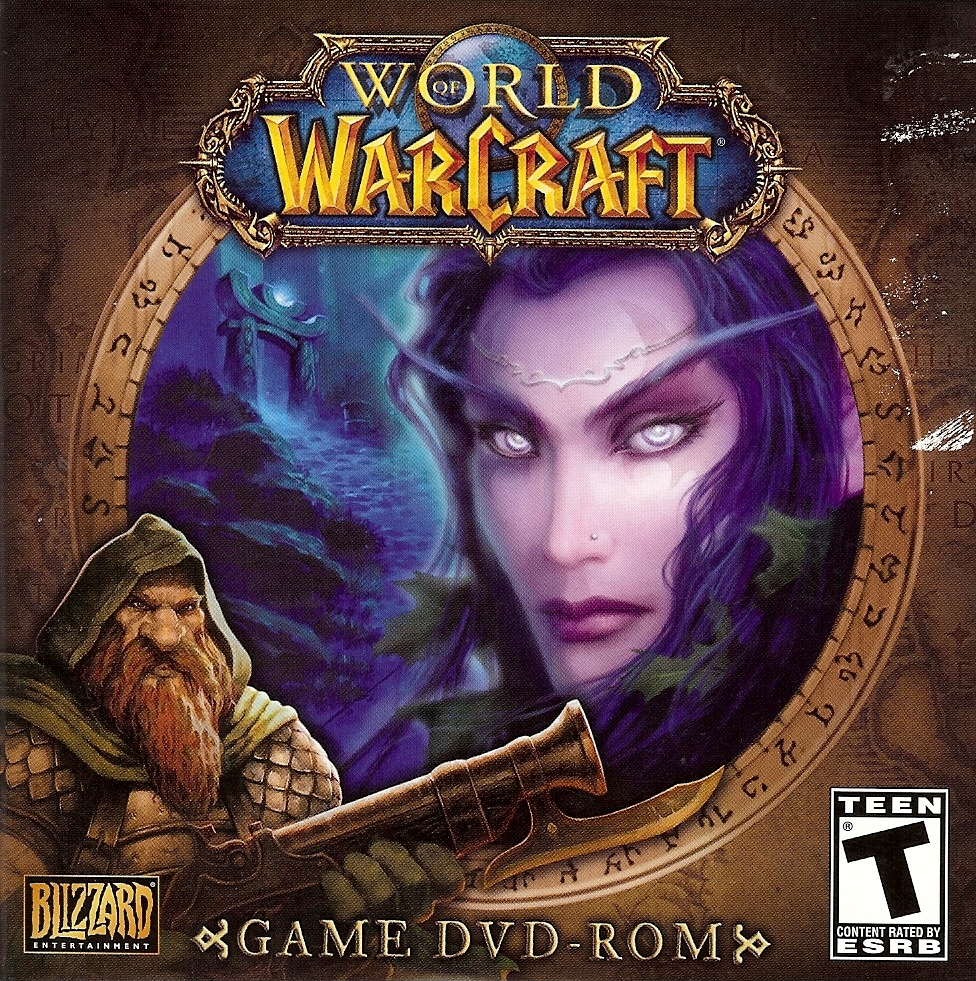 WORLD
OF
WARCRAFT®
BLIZZARD®
ENTERTAINMENT
GAME DVD-ROM
TEEN
®
T
CONTENT RATED BY
ESRB